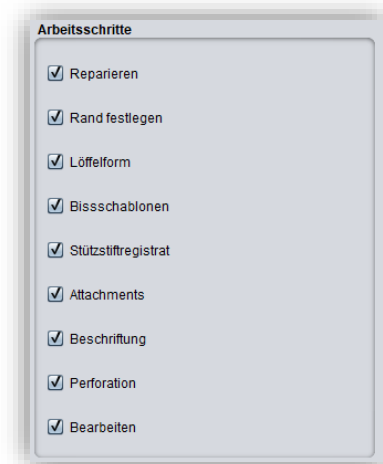 Arbeitsschritte
Reparieren
Rand festlegen
Löffelform
Bissschablonen
Stützstiftregistrat
Attachments
Beschriftung
Perforation
Bearbeiten